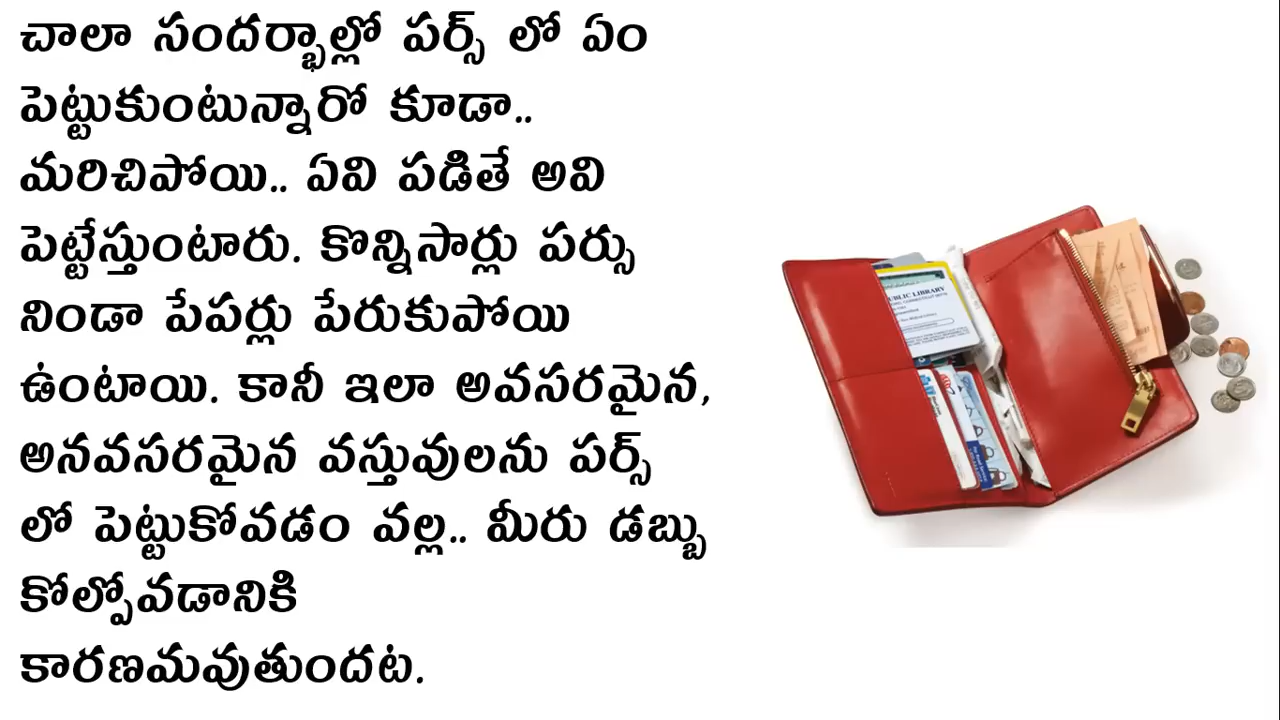 చాలా సందర్భాల్లో పర్స్ లో ఏం
పెట్టుకుంటున్నారో కూడా..
మరిచిపోయి.. ఏవి పడితే అవి
పెట్టేస్తుంటారు. కొన్నిసార్లు పర్సు
నిండా పేపర్లు పేరుకుపోయి
ఉంటాయి. కానీ ఇలా అవసరమైన,
అనవసరమైన వస్తువులను పర్స్
లో పెట్టుకోవడం వల్ల.. మీరు డబ్బు
కోల్పోవడానికి
కారణమవుతుందట.
PUBLIC LIBRARY